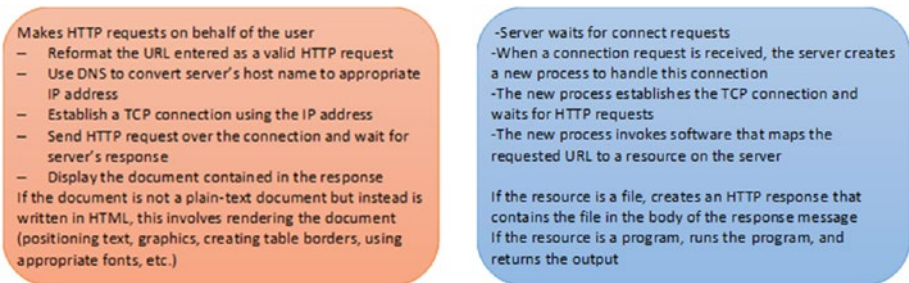 Makes HTTP requests on behalf of the user
– Reformat the URL entered as a valid HTTP request
– Use DNS to convert server's host name to appropriate
IP address
– Establish a TCP connection using the IP address
– Send HTTP request over the connection and wait for
server's response
– Display the document contained in the response
If the document is not a plain-text document but instead is
written in HTML, this involves rendering the document
(positioning text, graphics, creating table borders, using
appropriate fonts, etc.)
-Server waits for connect requests
-When a connection request is received, the server creates
a new process to handle this connection
-The new process establishes the TCP connection and
waits for HTTP requests
-The new process invokes software that maps the
requested URL to a resource on the server
If the resource is a file, creates an HTTP response that
contains the file in the body of the response message
If the resource is a program, runs the program, and
returns the output